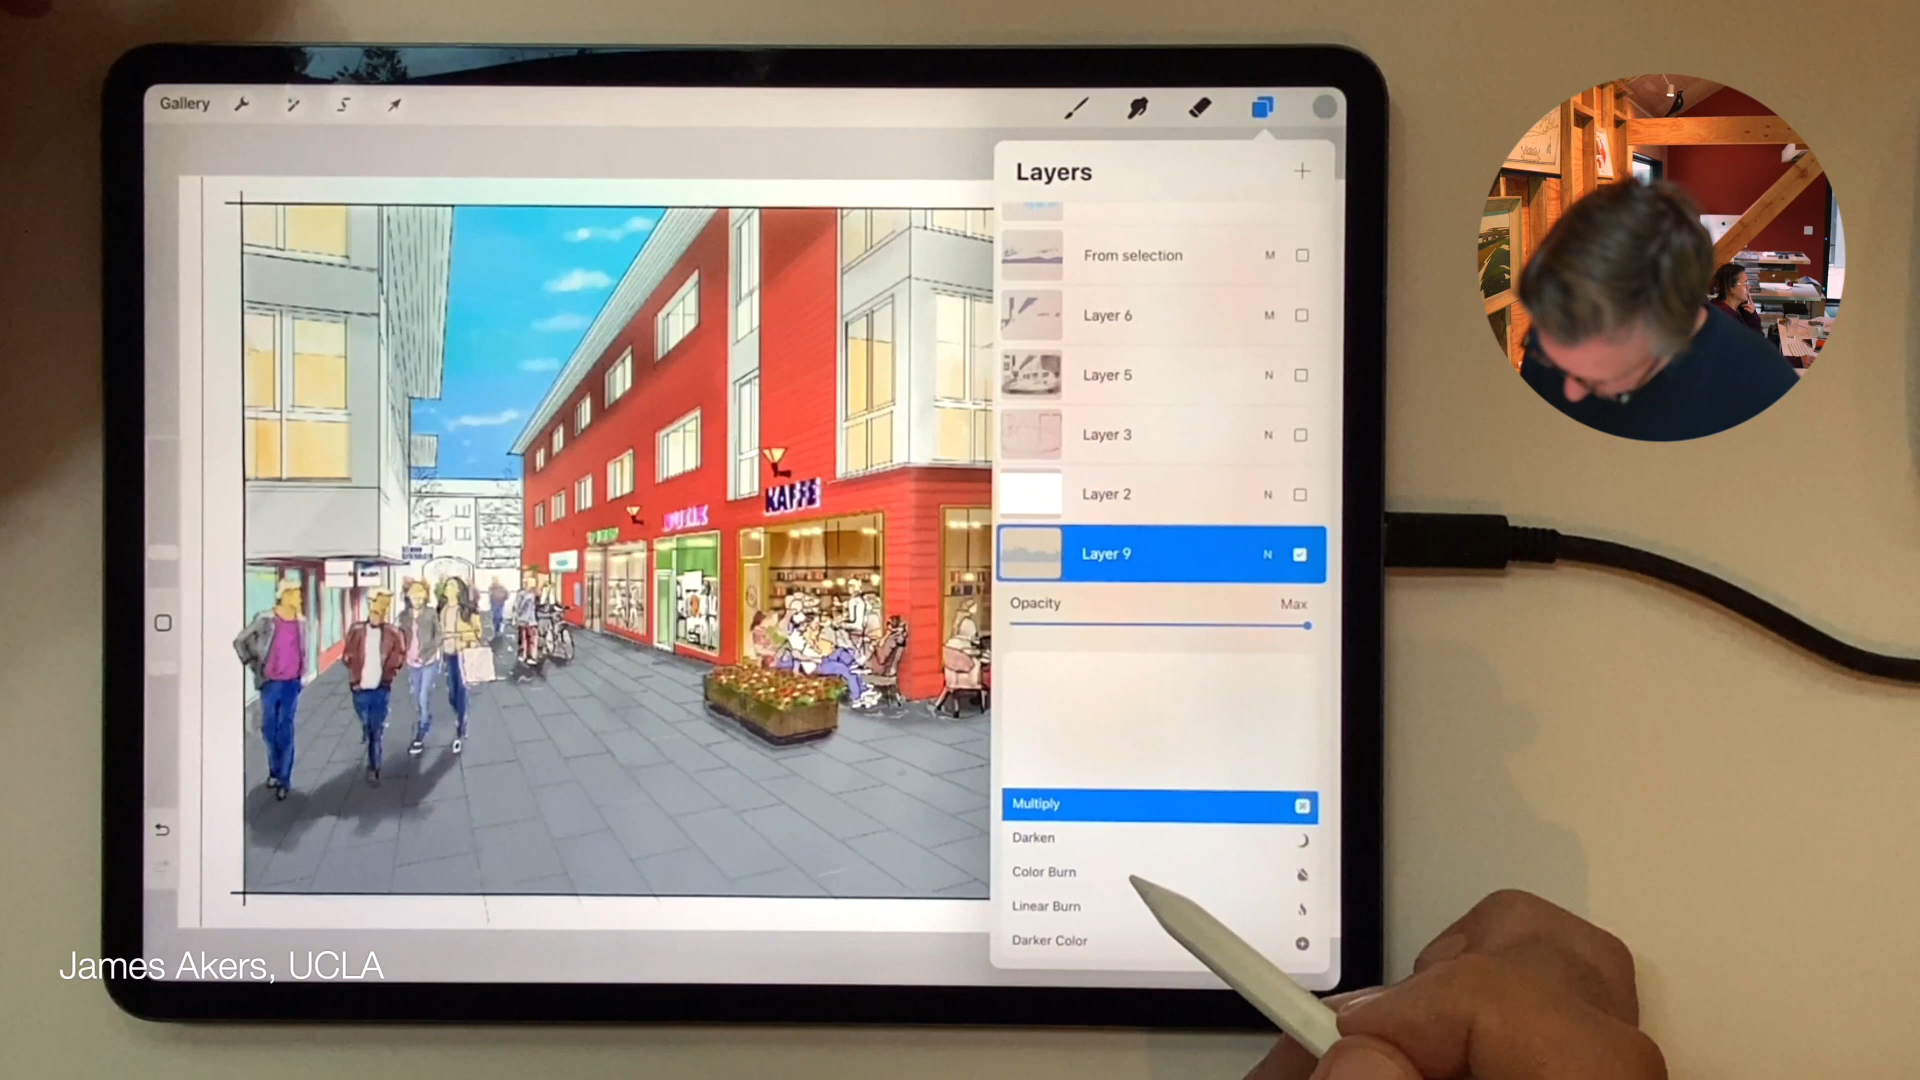 Gallery
Layers
From selection M
Layer 6 M
Layer 5 N
Layer 3 N
Layer 2 N
Layer 9 N
Opacity Max
Multiply
Darken
Color Burn
Linear Burn
Darker Color
KAFFE
James Akers, UCLA